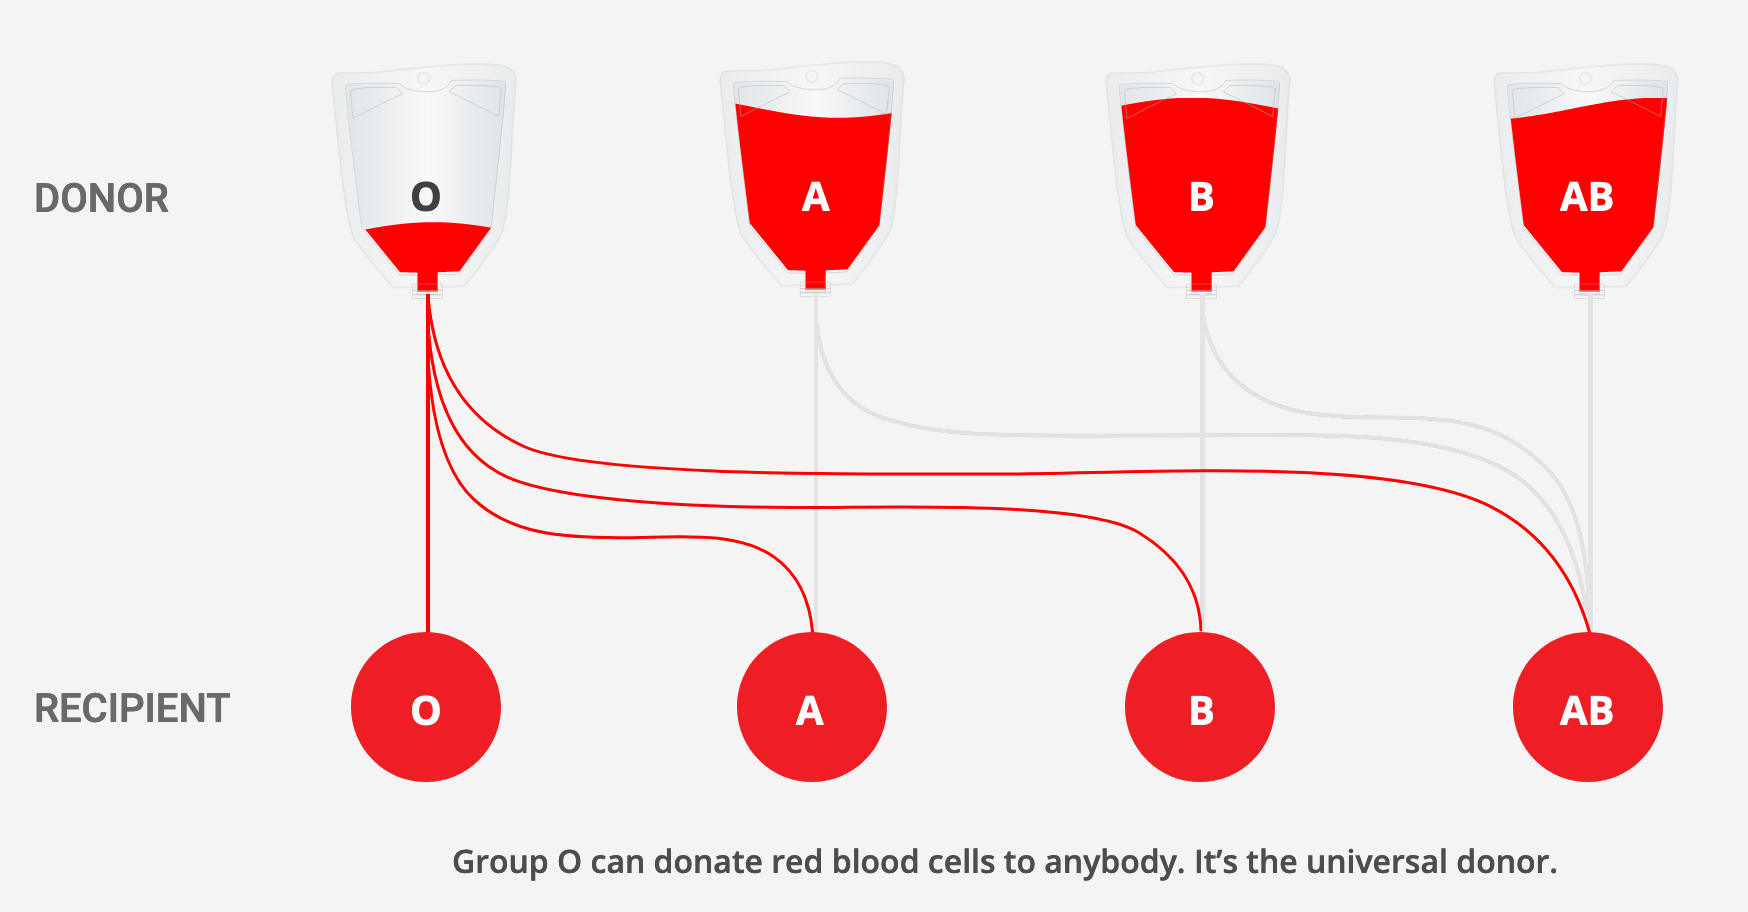 DONOR
O
A
B
AB
RECIPIENT
O
A
B
AB
Group O can donate red blood cells to anybody. It’s the universal donor.